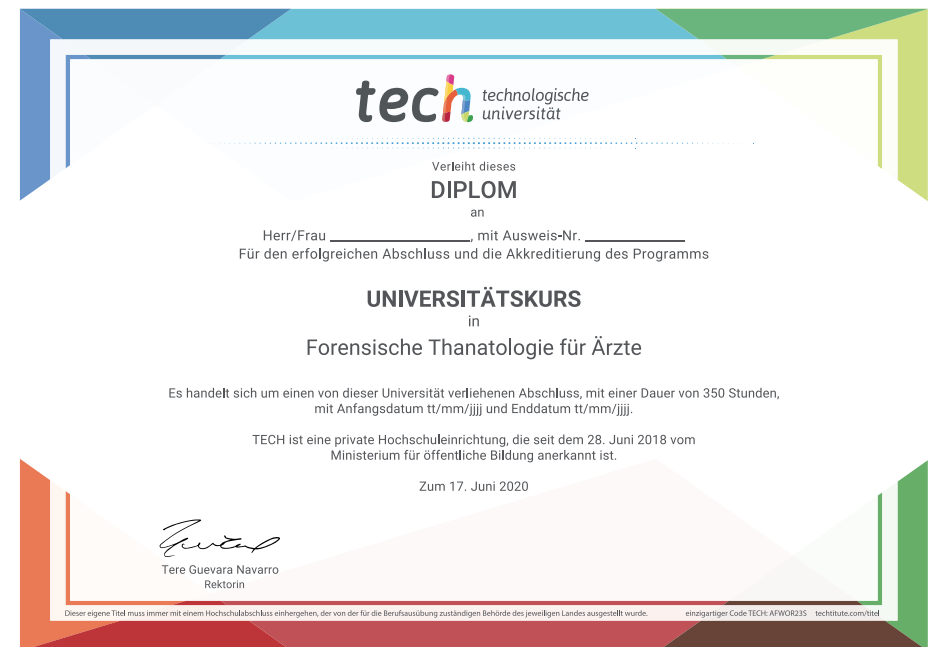 tech technologische
universität
Verleiht dieses
DIPLOM
an
Herr/Frau ____________________, mit Ausweis-Nr. ______________
Für den erfolgreichen Abschluss und die Akkreditierung des Programms
UNIVERSITÄTSKURS
in
Forensische Thanatologie für Ärzte
Es handelt sich um einen von dieser Universität verliehenen Abschluss, mit einer Dauer von 350 Stunden,
mit Anfangsdatum tt/mm/jjjj und Enddatum tt/mm/jjjj.
TECH ist eine private Hochschuleinrichtung, die seit dem 28. Juni 2018 vom
Ministerium für öffentliche Bildung anerkannt ist.
Zum 17. Juni 2020
Tere Guevara Navarro
Rektorin
Dieser eigene Titel muss immer mit einem Hochschulabschluss einhergehen, der von der für die Berufsausübung zuständigen Behörde des jeweiligen Landes ausgestellt wurde. einzigartiger Code TECH: AFWOR23S techtitute.com/titel